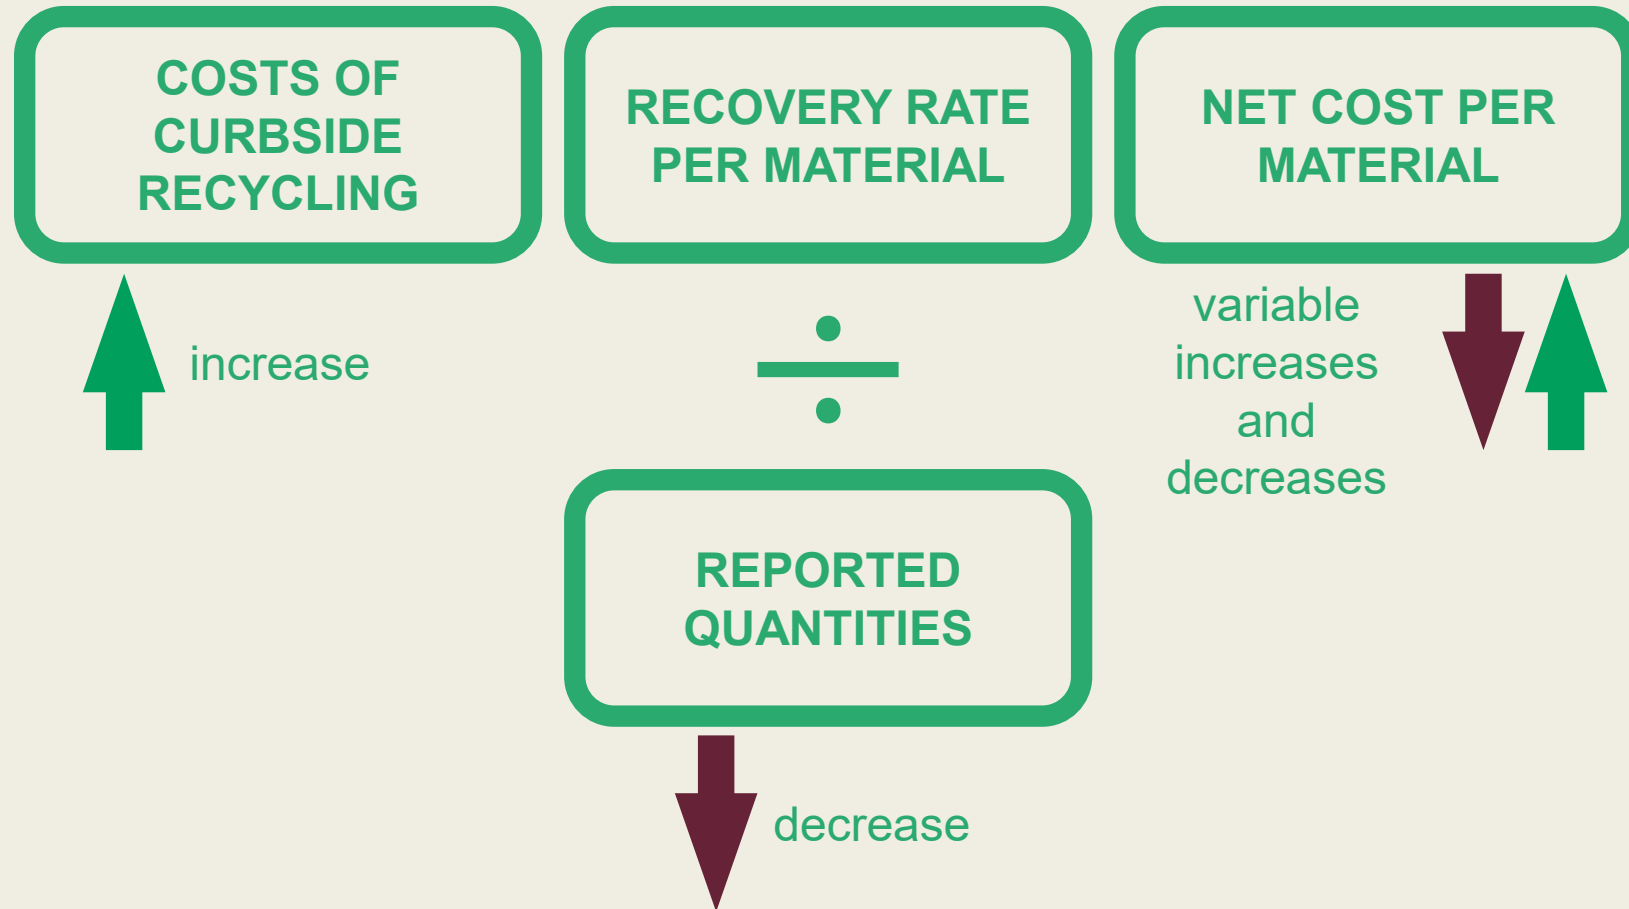 COSTS OF
CURBSIDE
RECYCLING
increase
RECOVERY RATE
PER MATERIAL
÷
REPORTED
QUANTITIES
decrease
NET COST PER
MATERIAL
variable
increases
and
decreases